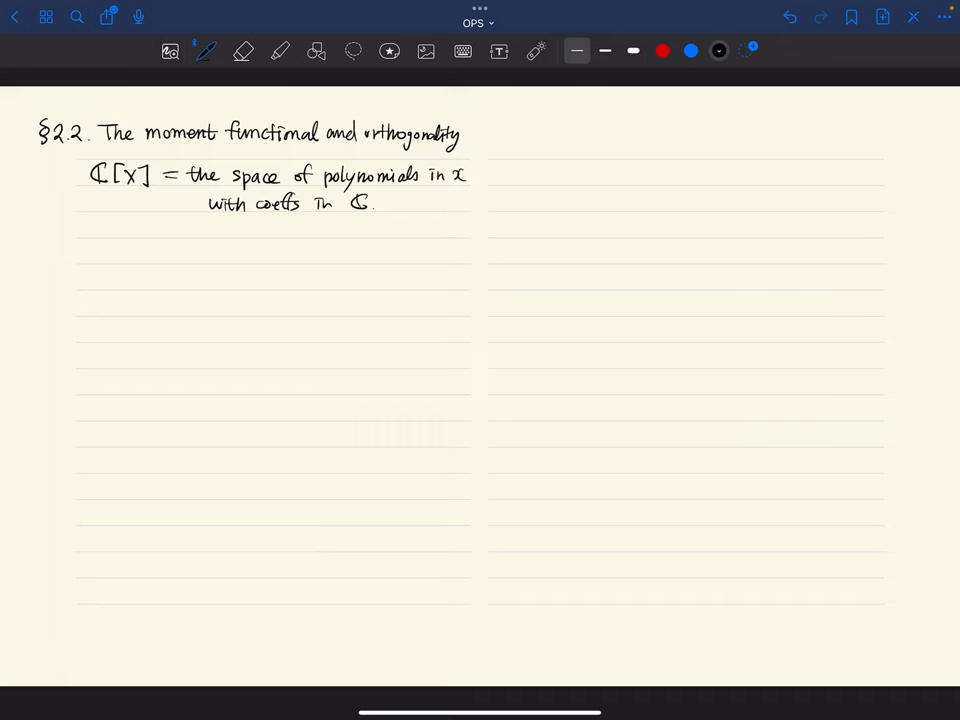 OPS
§2.2. The moment functional and orthogonality
ℂ[x] = the space of polynomials in x
with coeffs in ℂ.